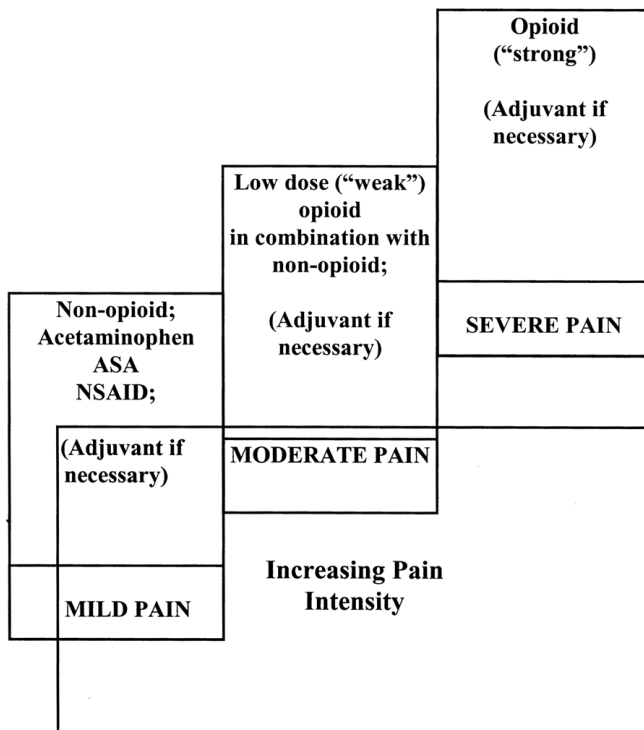 Opioid
(“strong”)
(Adjuvant if
necessary)
Low dose (“weak”)
opioid
in combination with
non-opioid;
(Adjuvant if
necessary)
Non-opioid;
Acetaminophen
ASA
NSAID;
(Adjuvant if
necessary)
SEVERE PAIN
MODERATE PAIN
MILD PAIN
Increasing Pain
Intensity